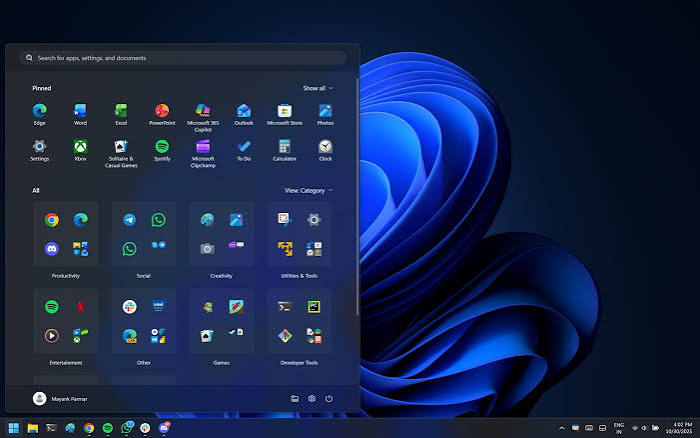 Search for apps, settings, and documents
Pinned
Show all
Edge
Word
Excel
PowerPoint
Microsoft 365
Copilot
Outlook
Microsoft Store
Photos
Settings
Xbox
Solitaire &
Casual Games
Spotify
Microsoft
Clipchamp
To Do
Calculator
Clock
All
View: Category
Productivity
Social
Creativity
Utilities & Tools
Entertainment
Other
Games
Developer Tools
Mayank Parmar
ENG
IN
4:02 PM
10/30/2025